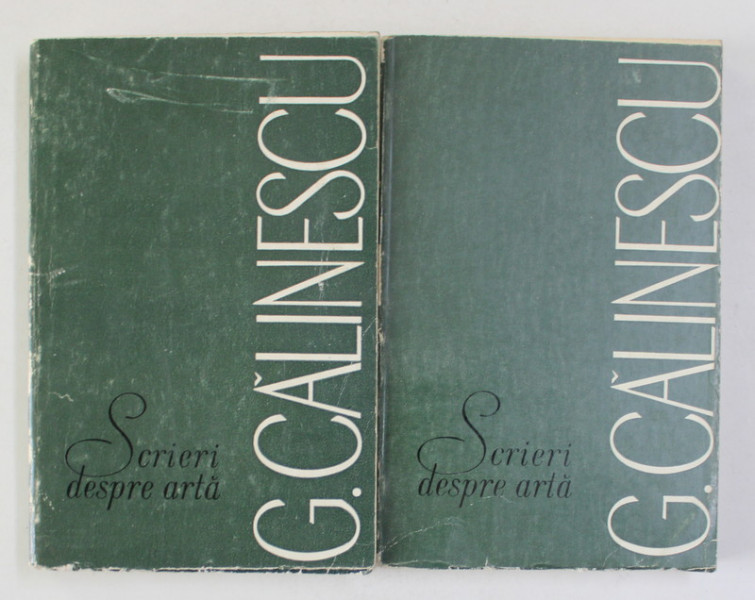 G. CĂLINESCU
Scrieri
despre artă
G. CĂLINESCU
Scrieri
despre artă